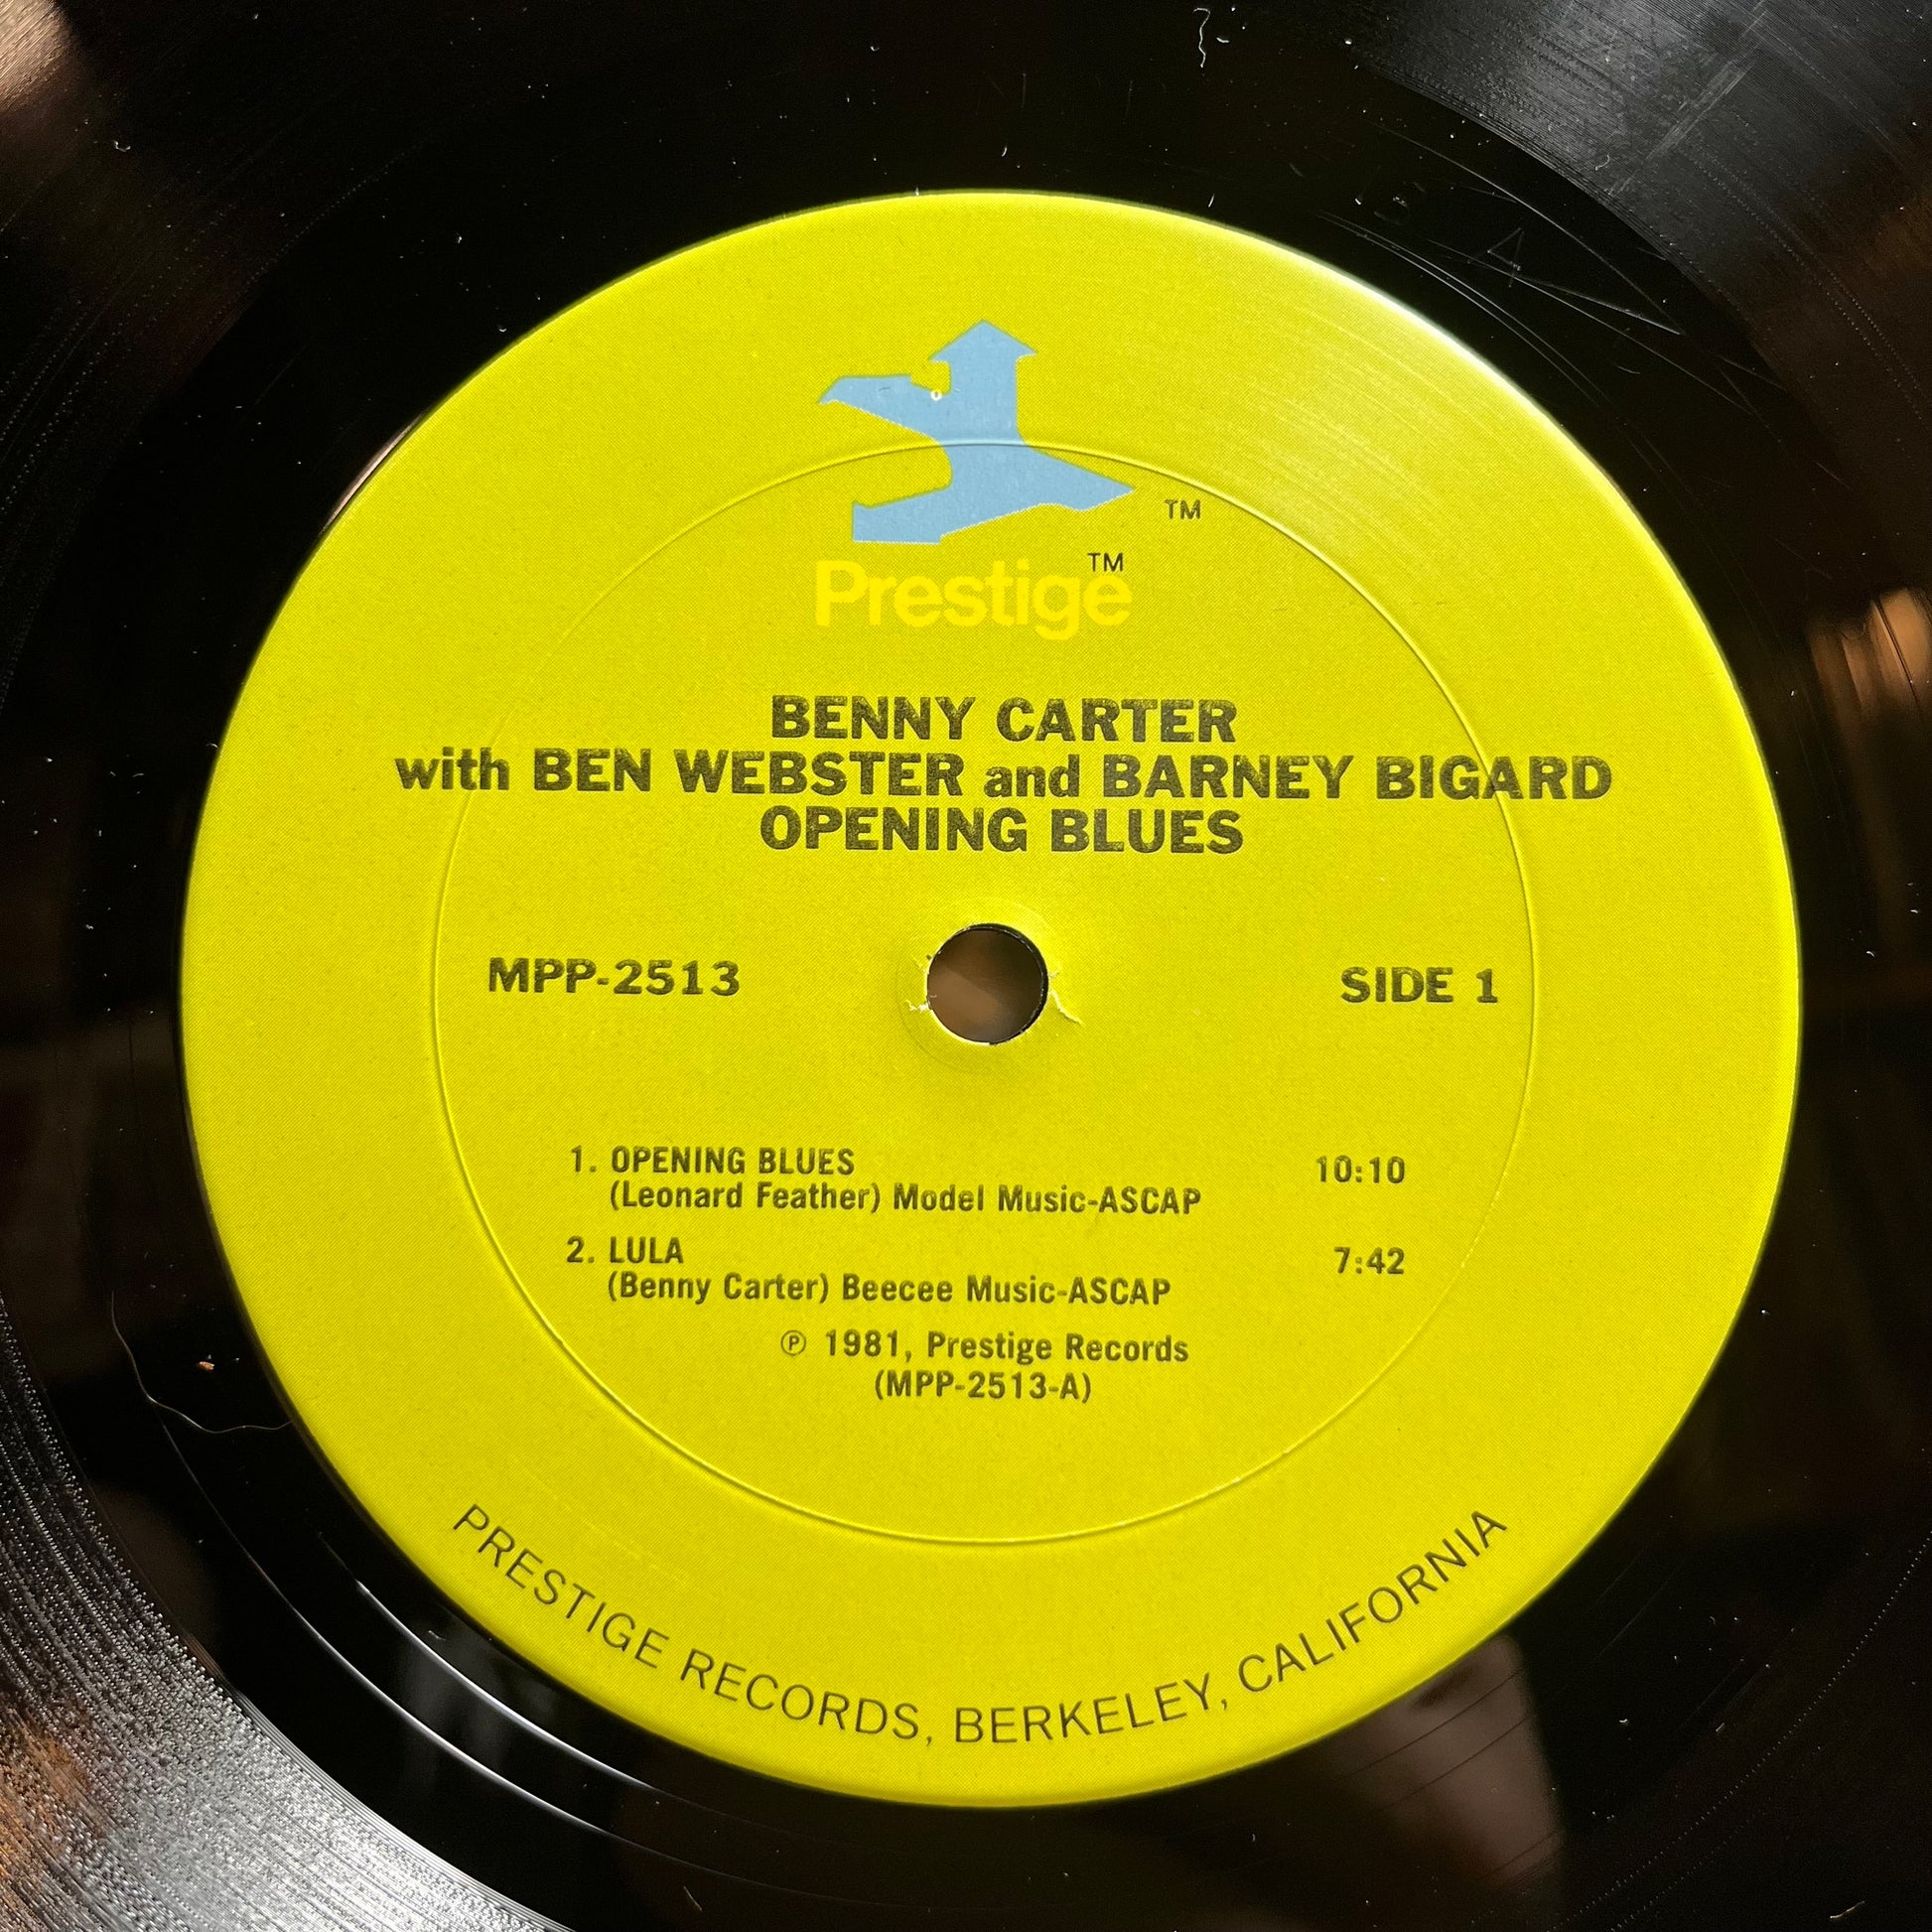 TM
TM
Prestige
BENNY CARTER
with BEN WEBSTER and BARNEY BIGARD
OPENING BLUES
MPP-2513
SIDE 1
1. OPENING BLUES 10:10
(Leonard Feather) Model Music-ASCAP
2. LULA 7:42
(Benny Carter) Beecee Music-ASCAP
℗ 1981, Prestige Records
(MPP-2513-A)
PRESTIGE RECORDS, BERKELEY, CALIFORNIA